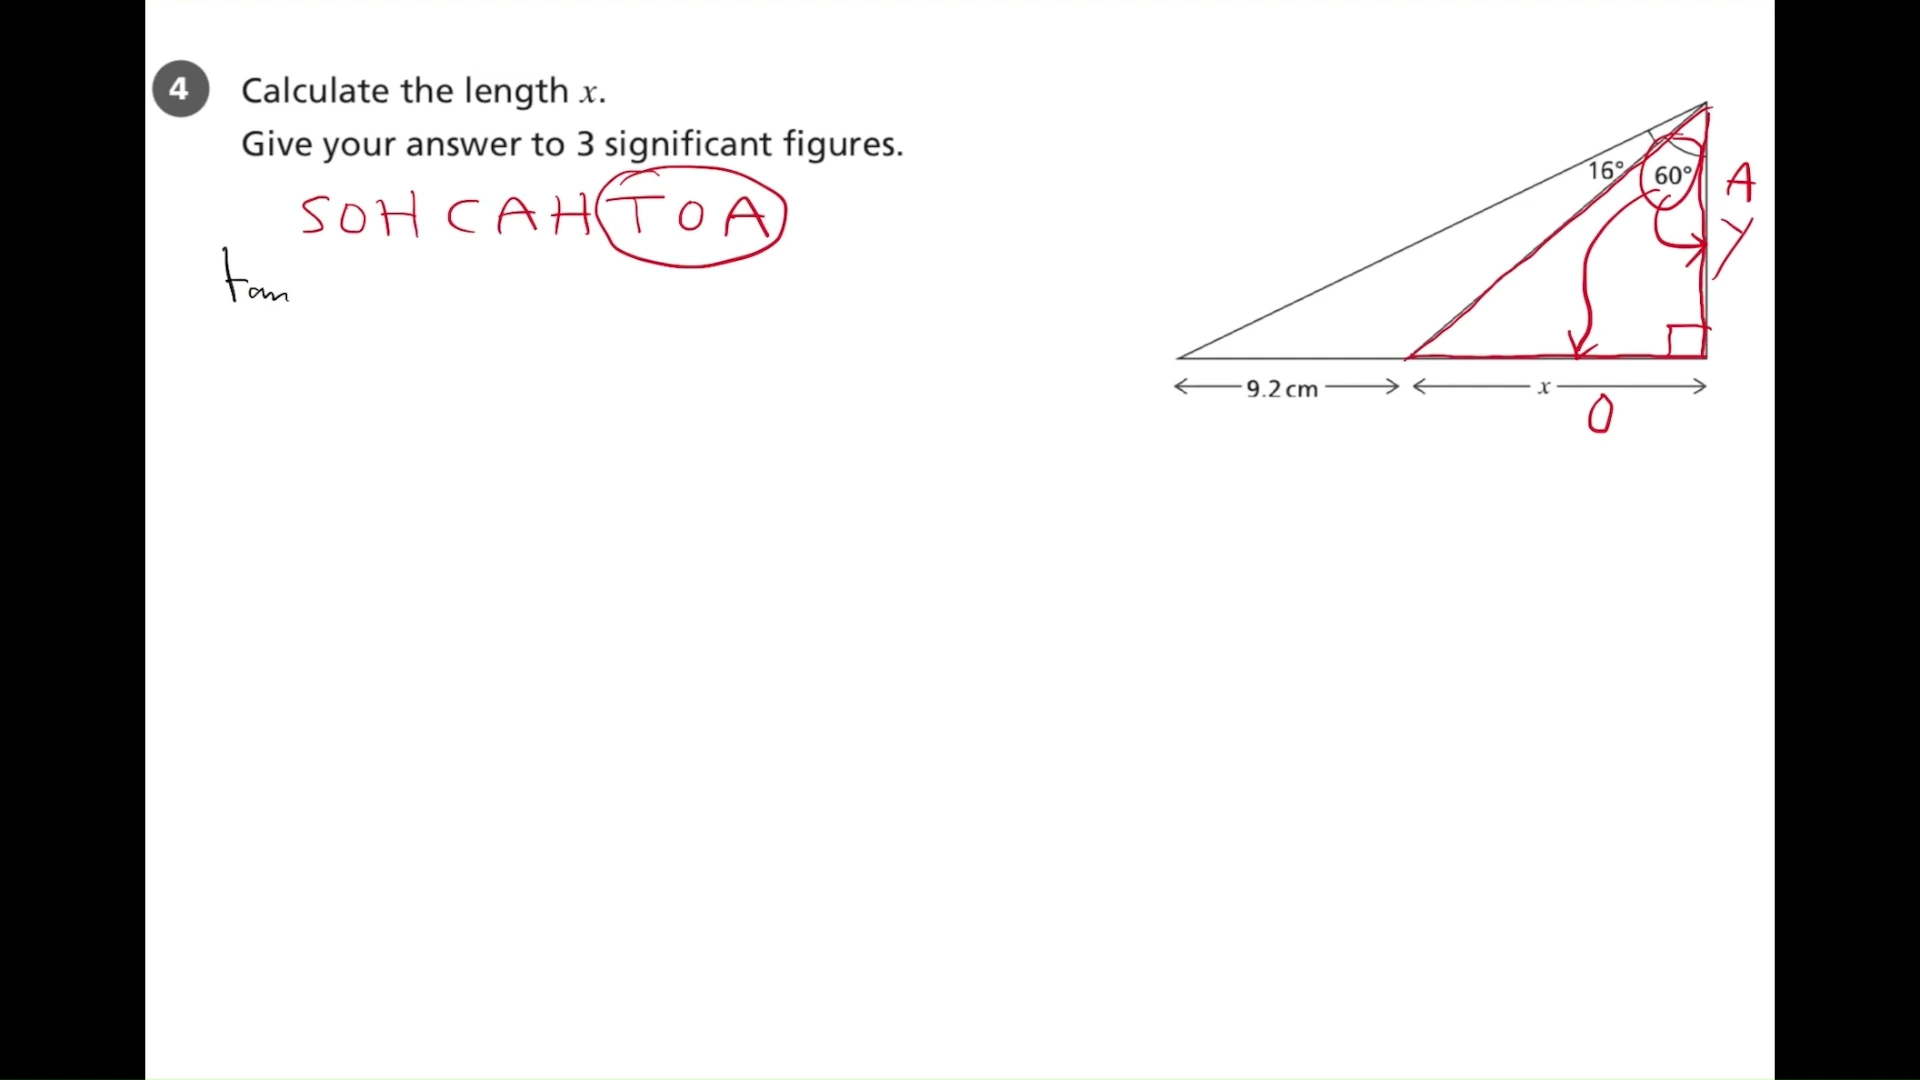 4 Calculate the length x.
Give your answer to 3 significant figures.
SOH CAH TOA
tan
16°
60°
A
y
9.2 cm
x
O